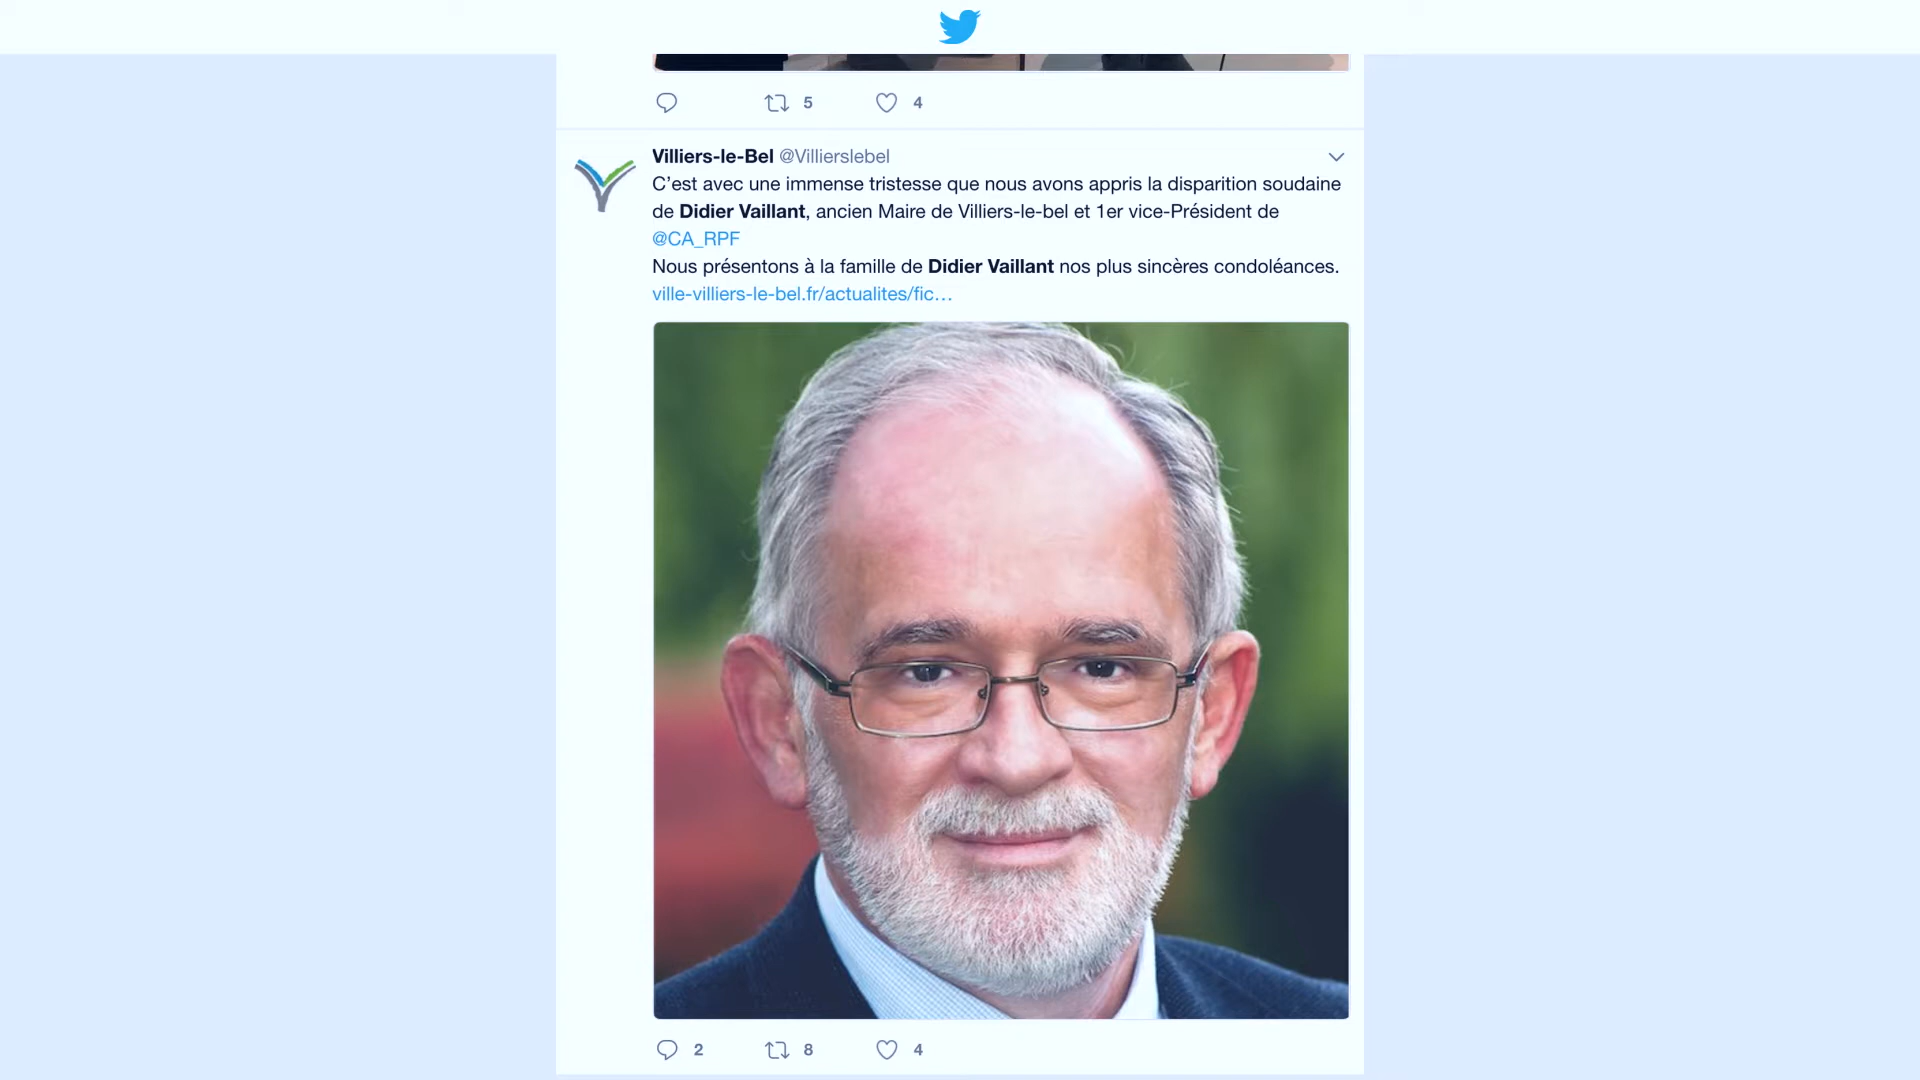 5 4
Villiers-le-Bel @Villierslebel
C’est avec une immense tristesse que nous avons appris la disparition soudaine
de Didier Vaillant, ancien Maire de Villiers-le-bel et 1er vice-Président de
@CA_RPF
Nous présentons à la famille de Didier Vaillant nos plus sincères condoléances.
ville-villiers-le-bel.fr/actualites/fic…
2 8 4